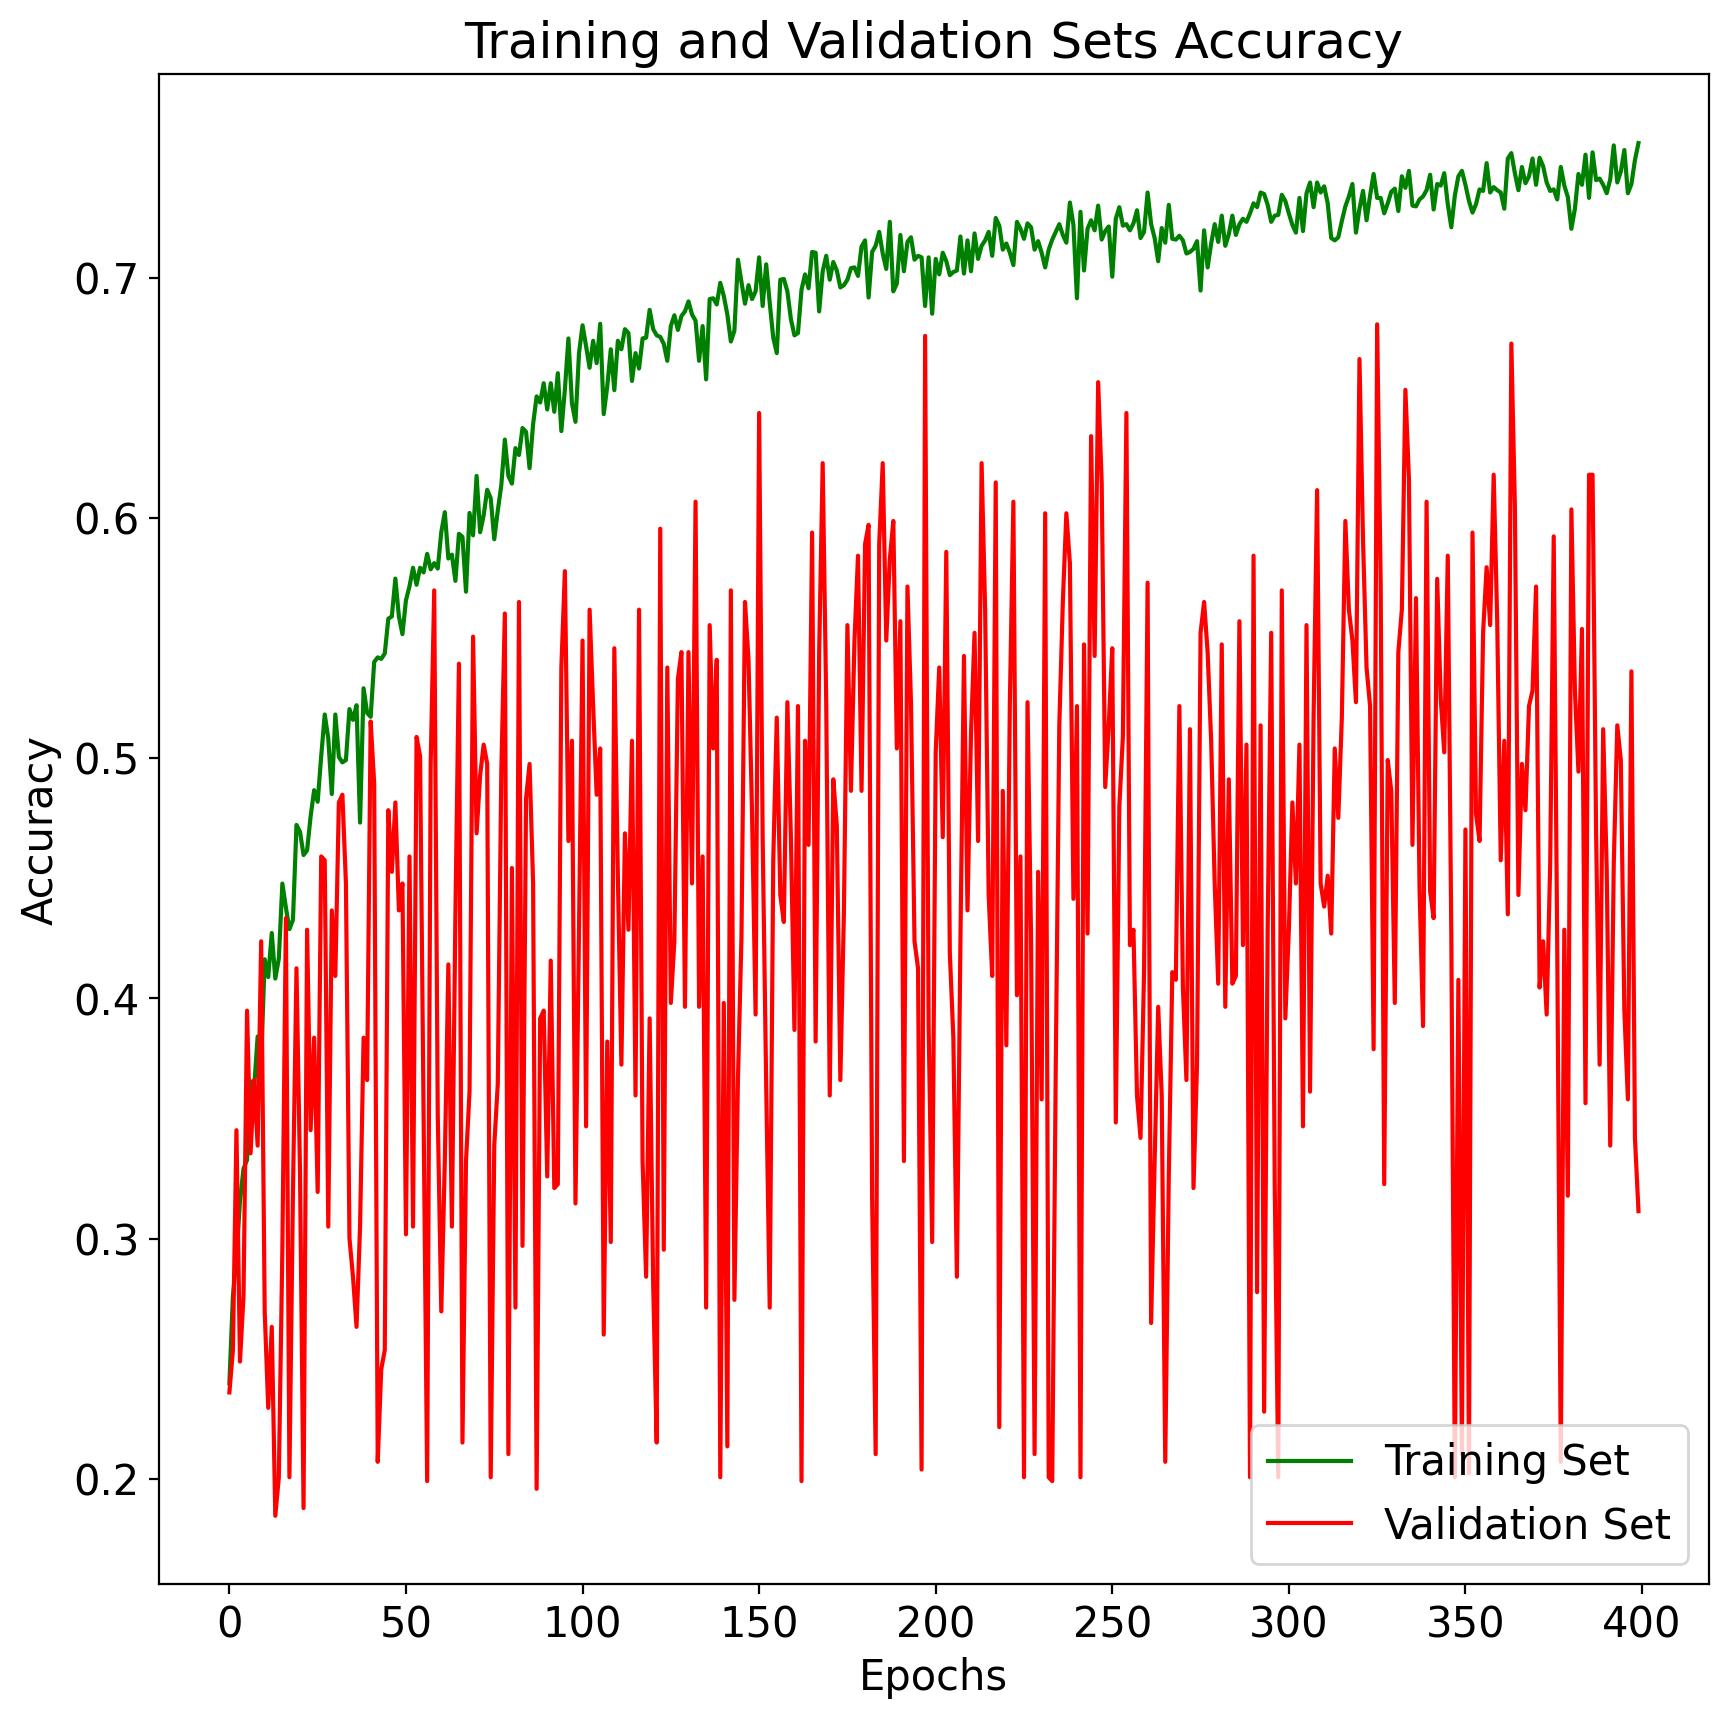 Training and Validation Sets Accuracy
0.7
0.6
0.5
0.4
0.3
0.2
Accuracy
Training Set
Validation Set
0 50 100 150 200 250 300 350 400
Epochs